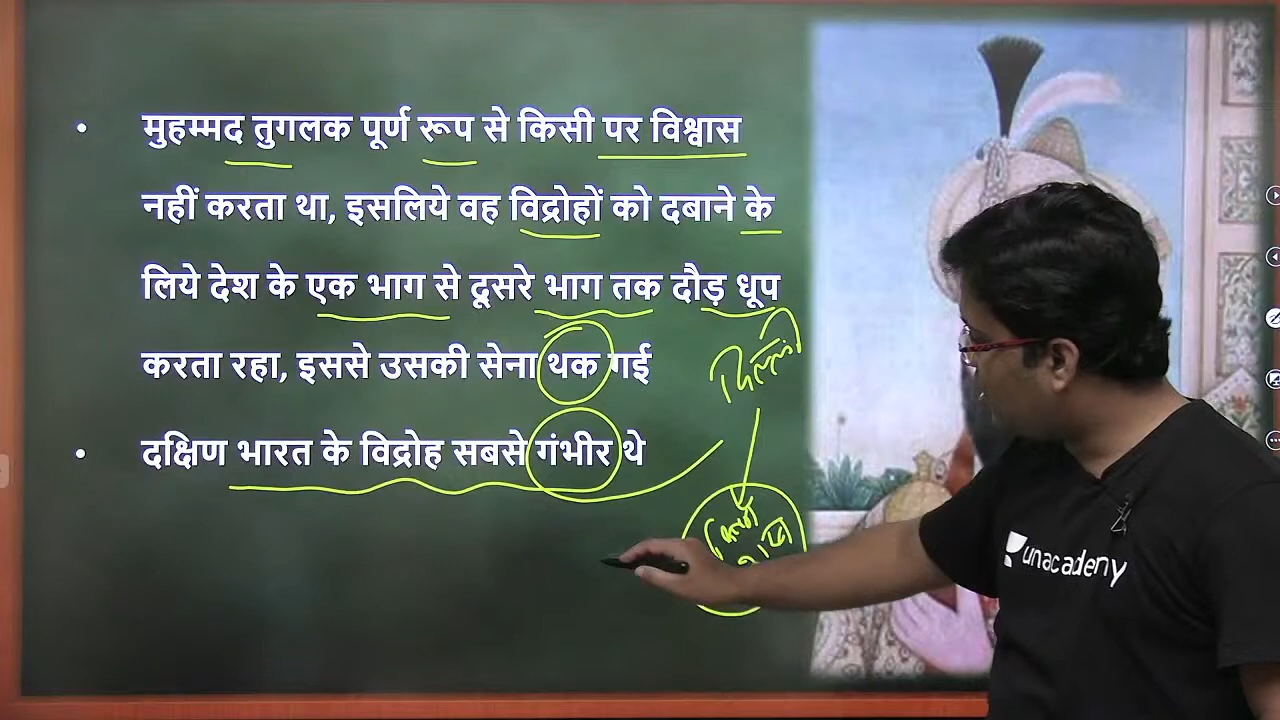 मुहम्मद तुगलक पूर्ण रूप से किसी पर विश्वास
नहीं करता था, इसलिये वह विद्रोहों को दबाने के
लिये देश के एक भाग से दूसरे भाग तक दौड़ धूप
करता रहा, इससे उसकी सेना थक गई
दक्षिण भारत के विद्रोह सबसे गंभीर थे
दिल्ली
unacademy